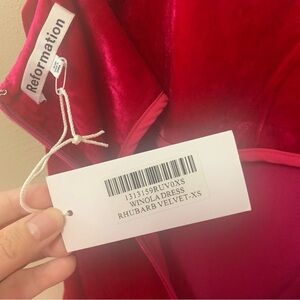 Reformation
1313159RUV0XS
WINOLA DRESS
RHUBARB VELVET-XS